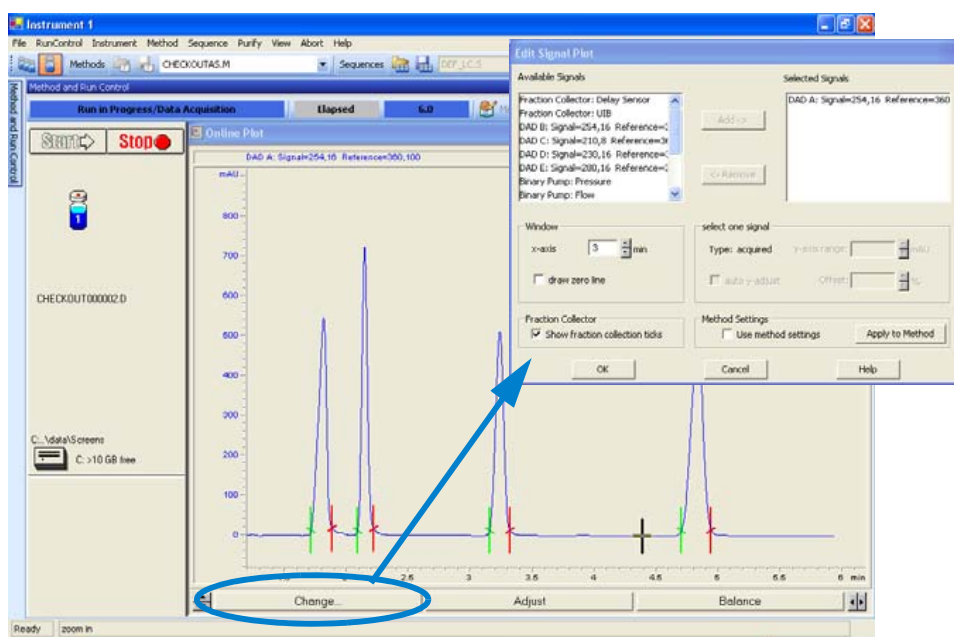 Instrument 1
File RunControl Instrument Method Sequence Purify View Abort Help
Methods CHECKOUTAS.M Sequences DEF_LC.S
Method and Run Control
Method and Run Control
Run in Progress/Data Acquisition Elapsed 6.0
Start Stop
1
CHECKOUT000002.D
C:..\data\Screens
C: >10 GB free
Online Plot
DAD A: Signal=254,16 Reference=360,100
mAU
800
700
600
500
400
300
200
100
0
2 2.5 3 3.5 4 4.5 5 5.5 6 min
Change... Adjust Balance
Ready zoom in
Edit Signal Plot
Available Signals Selected Signals
Fraction Collector: Delay Sensor
Fraction Collector: UIB
DAD B: Signal=254,16 Reference=
DAD C: Signal=210,8 Reference=
DAD D: Signal=230,16 Reference=
DAD E: Signal=280,16 Reference=
Binary Pump: Pressure
Binary Pump: Flow
Add ->
<- Remove
DAD A: Signal=254,16 Reference=360
Window
x-axis 3 min
draw zero line
select one signal
Type: acquired y-axis range: mAU
auto y-adjust Offset: %
Fraction Collector
Show fraction collection ticks
Method Settings
Use method settings Apply to Method
OK Cancel Help